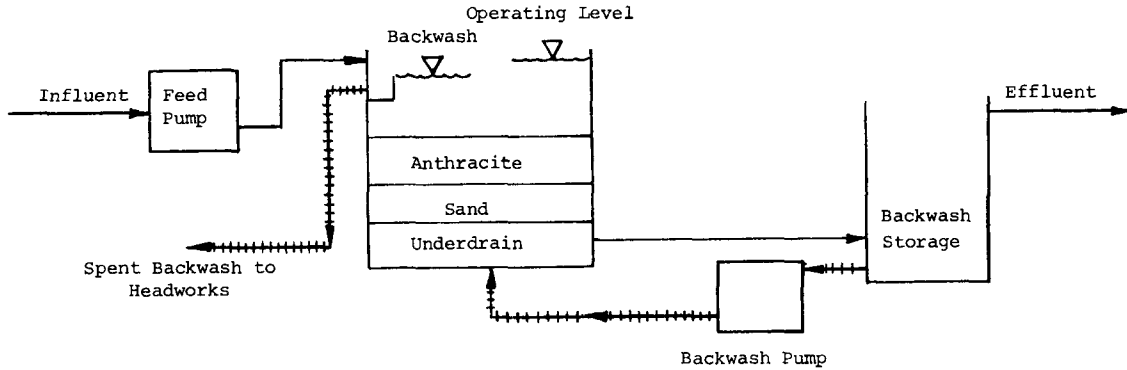 Operating Level
Backwash
Influent
Feed
Pump
Effluent
Anthracite
Sand
Underdrain
Backwash
Storage
Spent Backwash to
Headworks
Backwash Pump